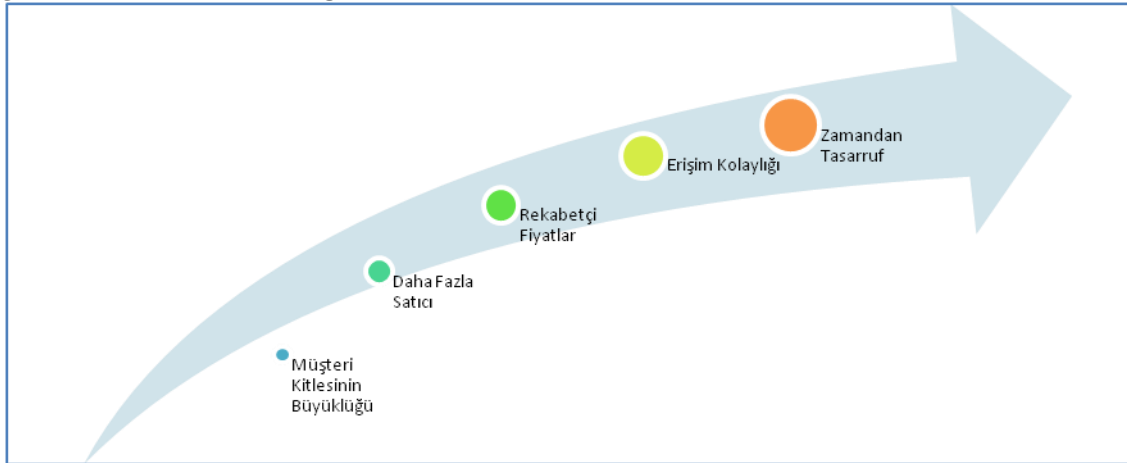 Zamandan
Tasarruf
Erişim Kolaylığı
Rekabetçi
Fiyatlar
Daha Fazla
Satıcı
Müşteri
Kitlesinin
Büyüklüğü